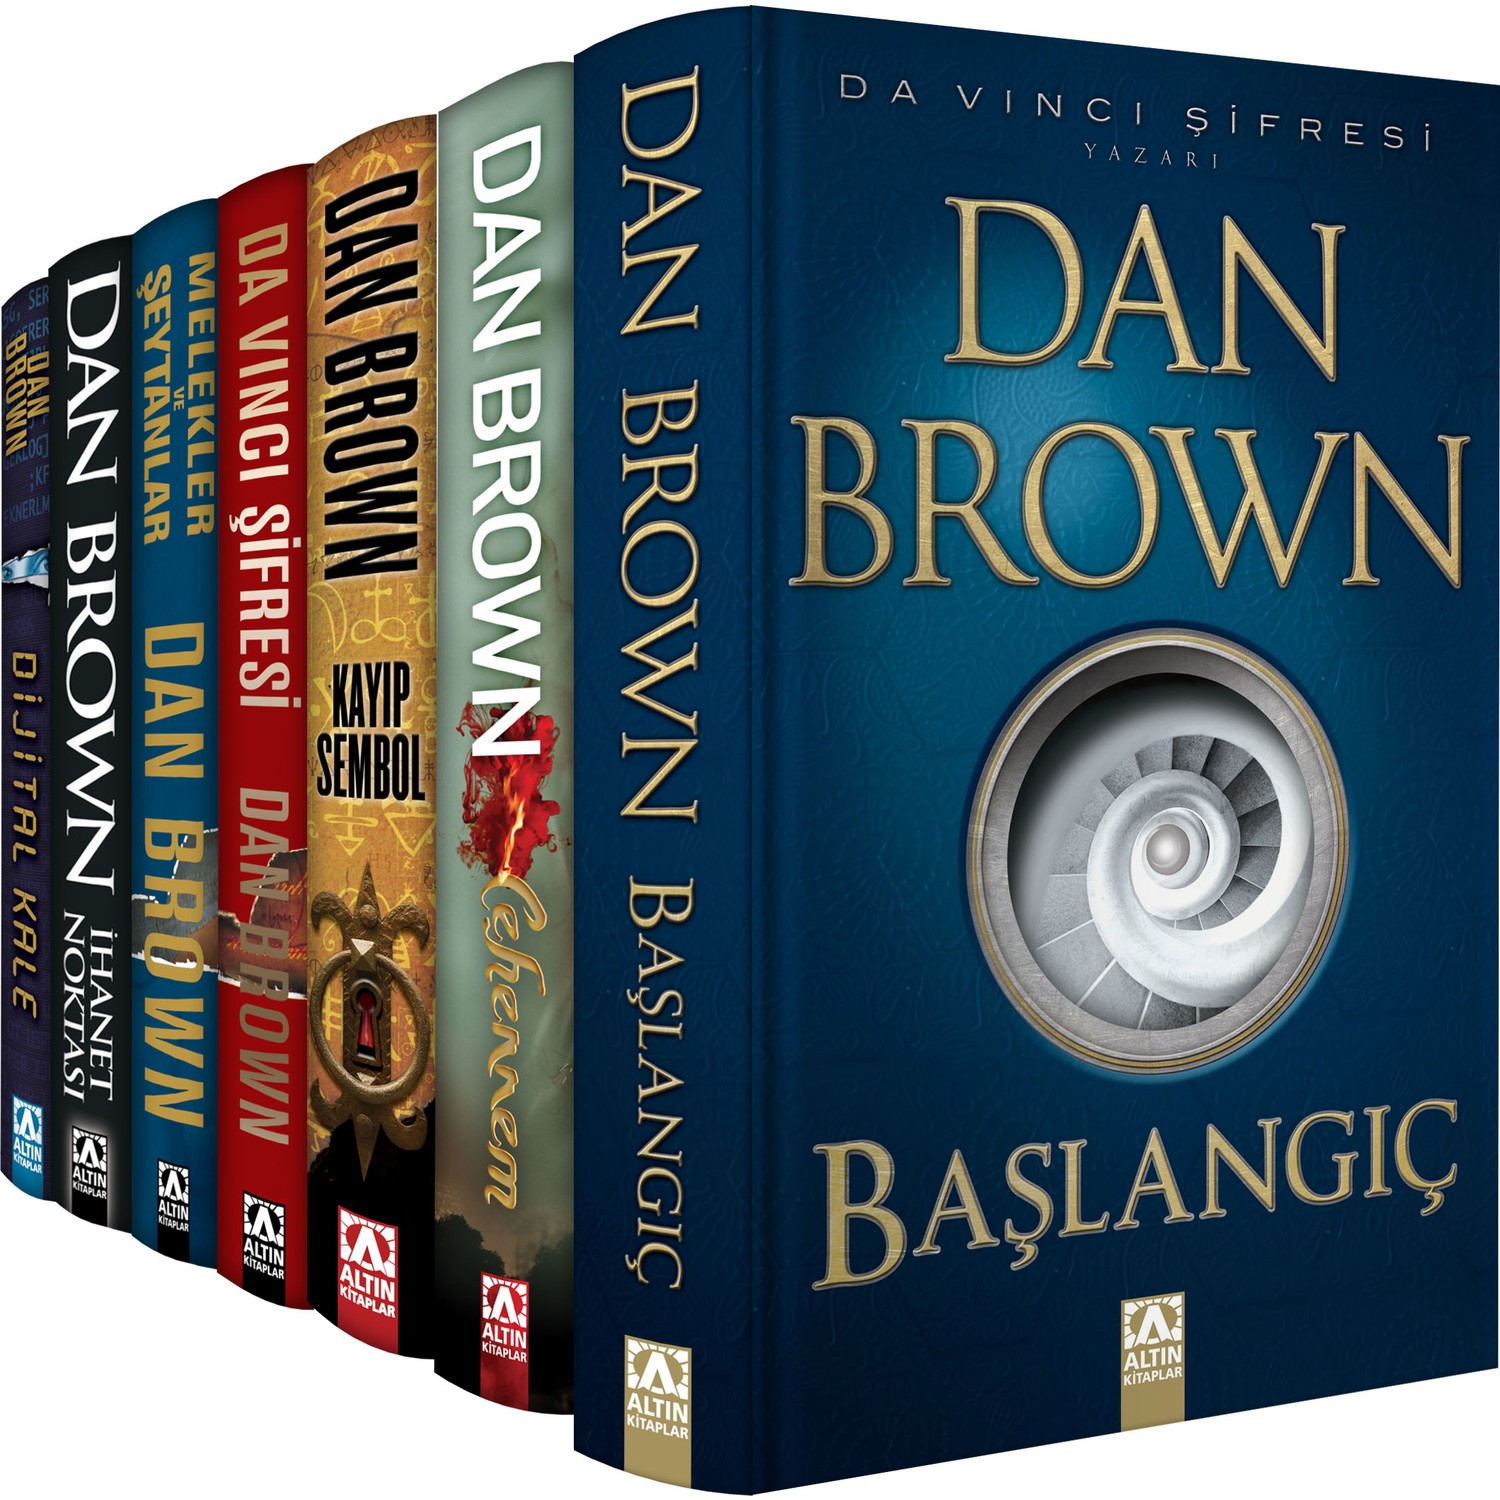 DAN
BROWN
DİJİTAL KALE
ALTIN
KİTAPLAR
DAN BROWN
İHANET
NOKTASI
ALTIN
KİTAPLAR
MELEKLER
VE
ŞEYTANLAR
DAN BROWN
ALTIN
KİTAPLAR
DA VINCI ŞİFRESİ
DAN BROWN
ALTIN
KİTAPLAR
DAN BROWN
KAYIP
SEMBOL
ALTIN
KİTAPLAR
DAN BROWN
Cehennem
ALTIN
KİTAPLAR
DAN BROWN BAŞLANGIÇ
ALTIN
KİTAPLAR
DA VINCI ŞİFRESİ
YAZARI
DAN
BROWN
BAŞLANGIÇ
ALTIN
KİTAPLAR